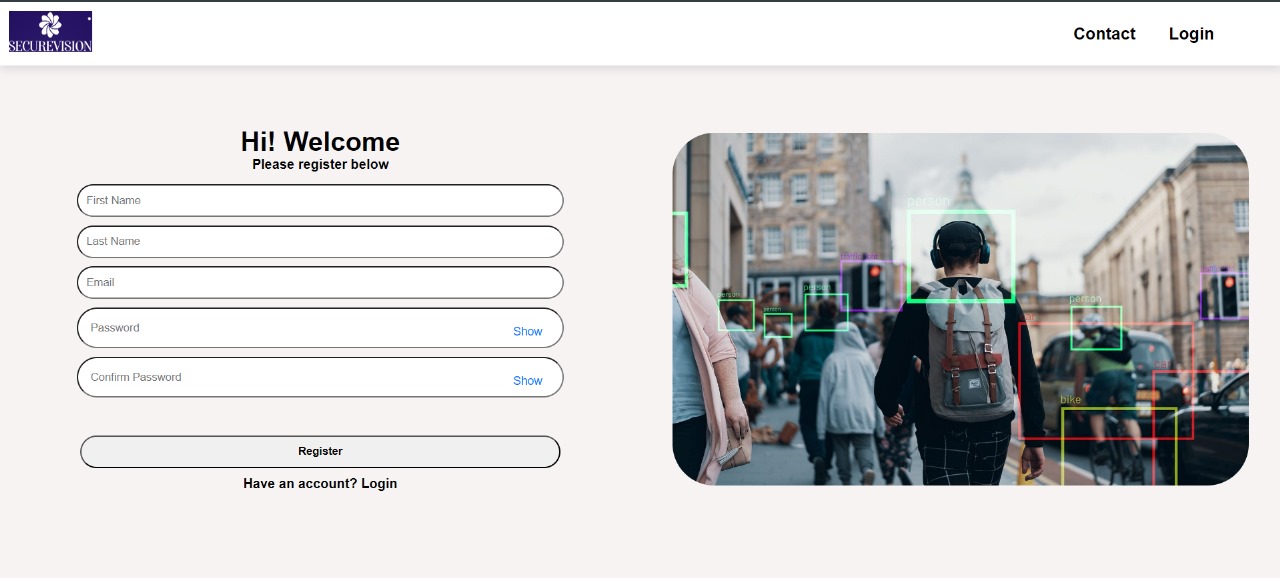 SECUREVISION
Contact
Login
Hi! Welcome
Please register below
First Name
Last Name
Email
Password
Show
Confirm Password
Show
Register
Have an account? Login
person
person
person
person
person
bike